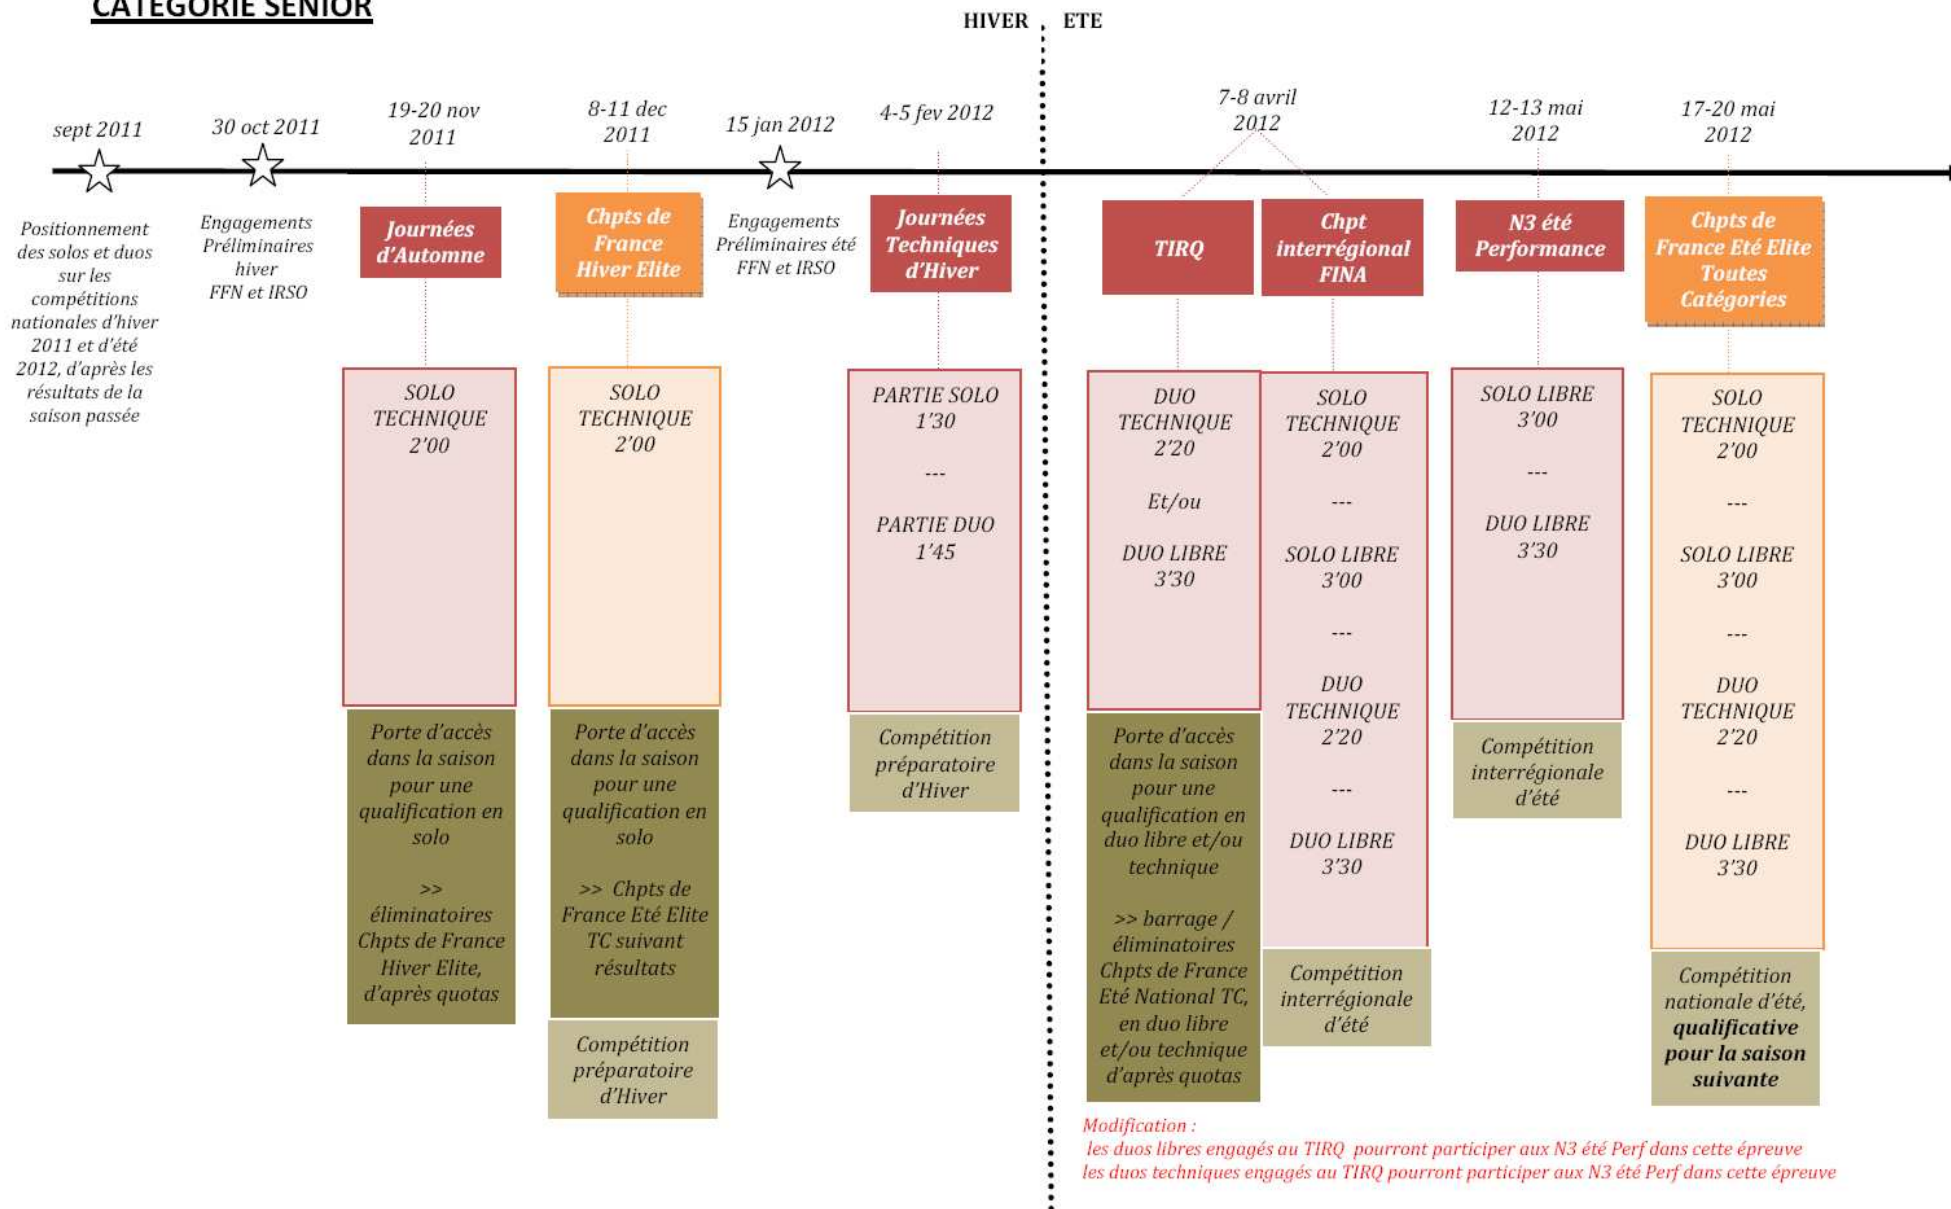 CATEGORIE SENIOR
HIVER
ETE
sept 2011
30 oct 2011
19-20 nov
2011
8-11 dec
2011
15 jan 2012
4-5 fev 2012
7-8 avril
2012
12-13 mai
2012
17-20 mai
2012
Positionnement
des solos et duos
sur les
compétitions
nationales d'hiver
2011 et d'été
2012, d'après les
résultats de la
saison passée
Engagements
Préliminaires
hiver
FFN et IRSO
Journées
d'Automne
SOLO
TECHNIQUE
2'00
Porte d'accès
dans la saison
pour une
qualification en
solo
>>
éliminatoires
Chpts de France
Hiver Elite,
d'après quotas
Chpts de
France
Hiver Elite
SOLO
TECHNIQUE
2'00
Porte d'accès
dans la saison
pour une
qualification en
solo
>> Chpts de
France Eté Elite
TC suivant
résultats
Compétition
préparatoire
d'Hiver
Engagements
Préliminaires été
FFN et IRSO
Journées
Techniques
d'Hiver
PARTIE SOLO
1'30
---
PARTIE DUO
1'45
Compétition
préparatoire
d'Hiver
TIRQ
DUO
TECHNIQUE
2'20
Et/ou
DUO LIBRE
3'30
Porte d'accès
dans la saison
pour une
qualification en
duo libre et/ou
technique
>> barrage /
éliminatoires
Chpts de France
Eté National TC,
en duo libre
et/ou technique
d'après quotas
Chpt
interrégional
FINA
SOLO
TECHNIQUE
2'00
---
SOLO LIBRE
3'00
---
DUO
TECHNIQUE
2'20
---
DUO LIBRE
3'30
Compétition
interrégionale
d'été
N3 été
Performance
SOLO LIBRE
3'00
---
DUO LIBRE
3'30
Compétition
interrégionale
d'été
Chpts de
France Eté Elite
Toutes
Catégories
SOLO
TECHNIQUE
2'00
---
SOLO LIBRE
3'00
---
DUO
TECHNIQUE
2'20
---
DUO LIBRE
3'30
Compétition
nationale d'été,
qualificative
pour la saison
suivante
Modification :
les duos libres engagés au TIRQ pourront participer aux N3 été Perf dans cette épreuve
les duos techniques engagés au TIRQ pourront participer aux N3 été Perf dans cette épreuve